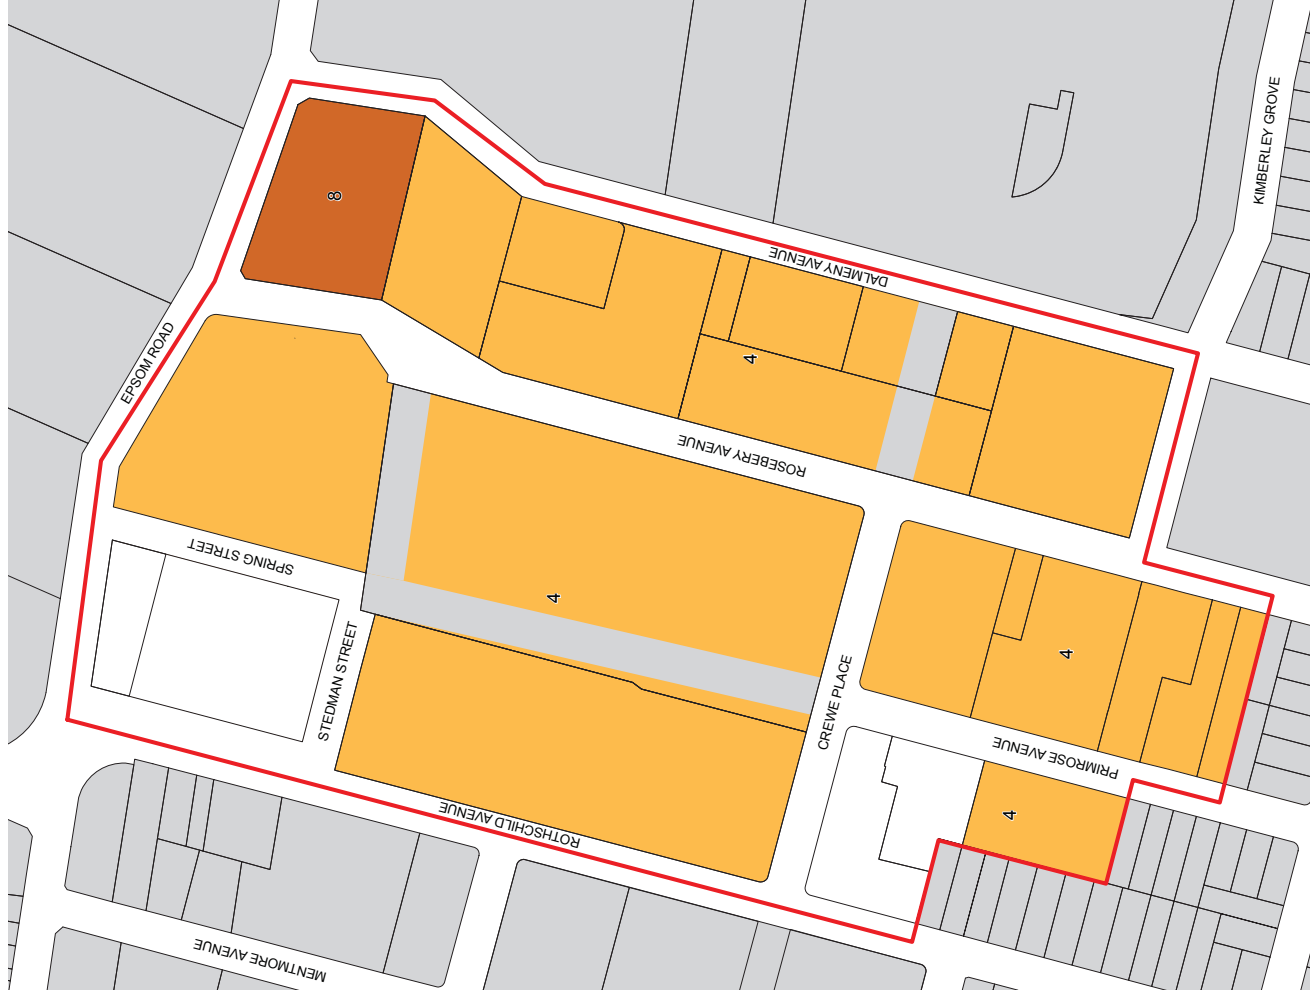 KIMBERLEY GROVE
8
DALMENY AVENUE
EPSOM ROAD
4
ROSEBERY AVENUE
SPRING STREET
4
STEDMAN STREET
4
CREWE PLACE
PRIMROSE AVENUE
4
ROTHSCHILD AVENUE
MENTMORE AVENUE